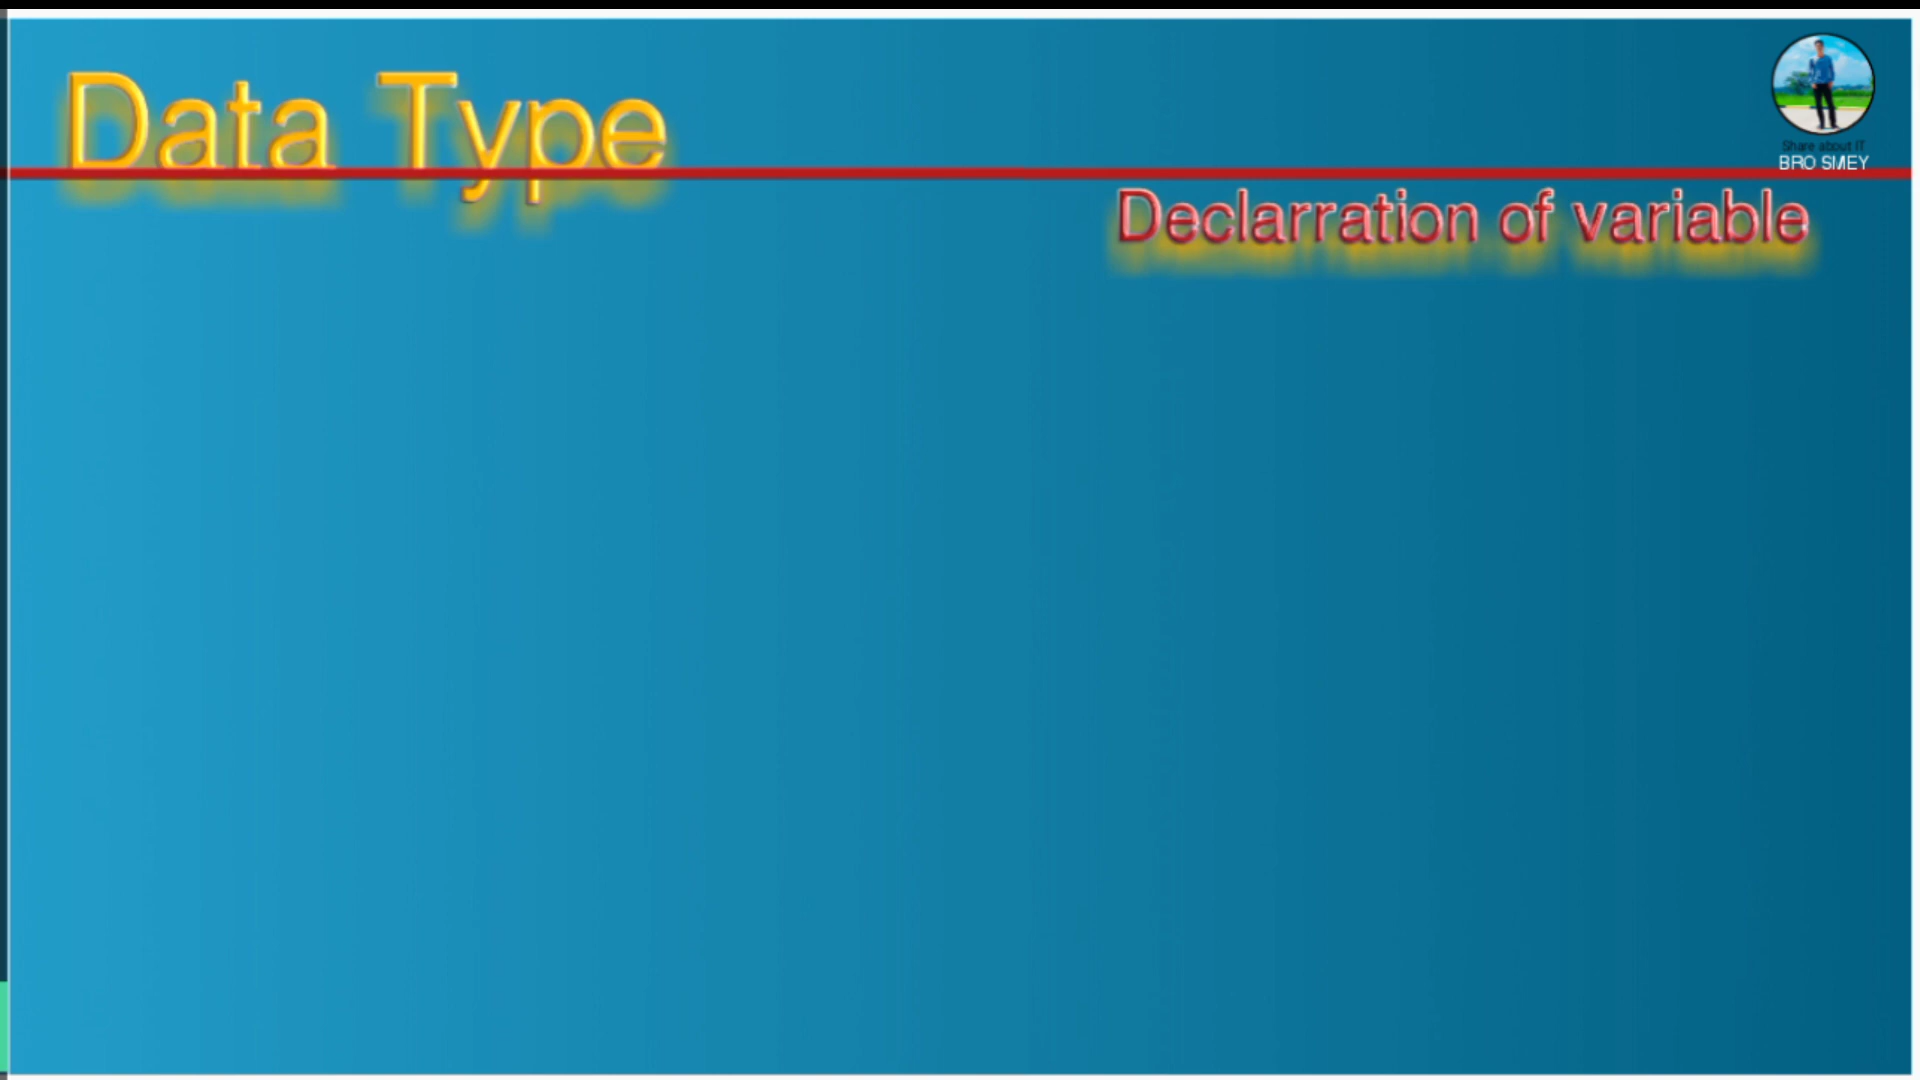 Data Type
Share about IT
BRO SMEY
Declarration of variable